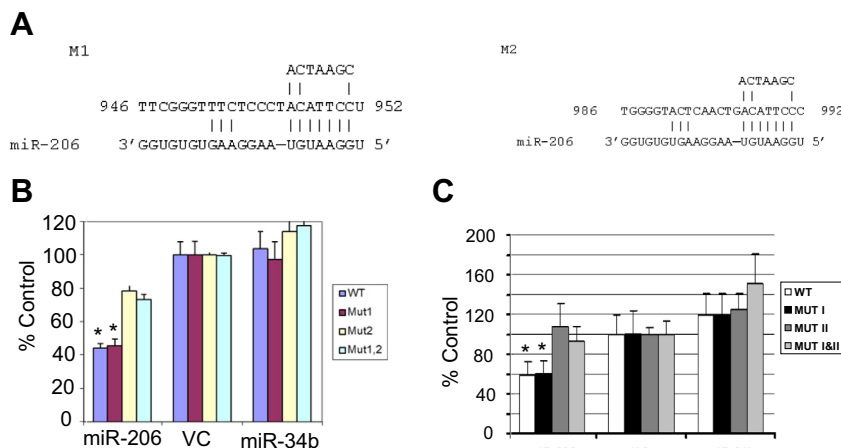 A
M1
ACTAAGC
946 TTCGGGTTTCTCCCTACATTCCU 952
miR-206 3' GGUGUGUGAAGGAA—UGUAAGGU 5'
M2
ACTAAGC
986 TGGGGTACTCAACTGACATTCCC 992
miR-206 3' GGUGUGUGAAGGAA—UGUAAGGU 5'
B
% Control
120
100
80
60
40
20
0
* *
miR-206 VC miR-34b
WT
Mut1
Mut2
Mut1,2
C
% Control
200
160
120
80
60
40
0
* *
WT
MUT I
MUT II
MUT I&II